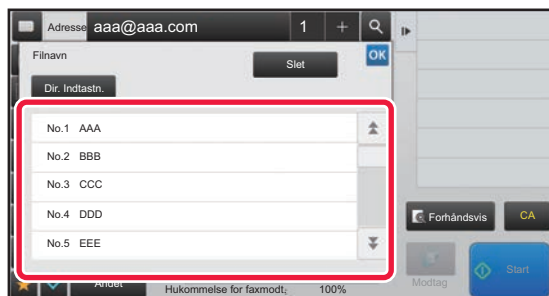 Adresse aaa@aaa.com 1 +
Filnavn
Slet
OK
Dir. Indtastn.
No.1 AAA
No.2 BBB
No.3 CCC
No.4 DDD
No.5 EEE
Forhåndsvis
CA
Andet
Hukommelse for faxmodt. 100%
Modtag
Start